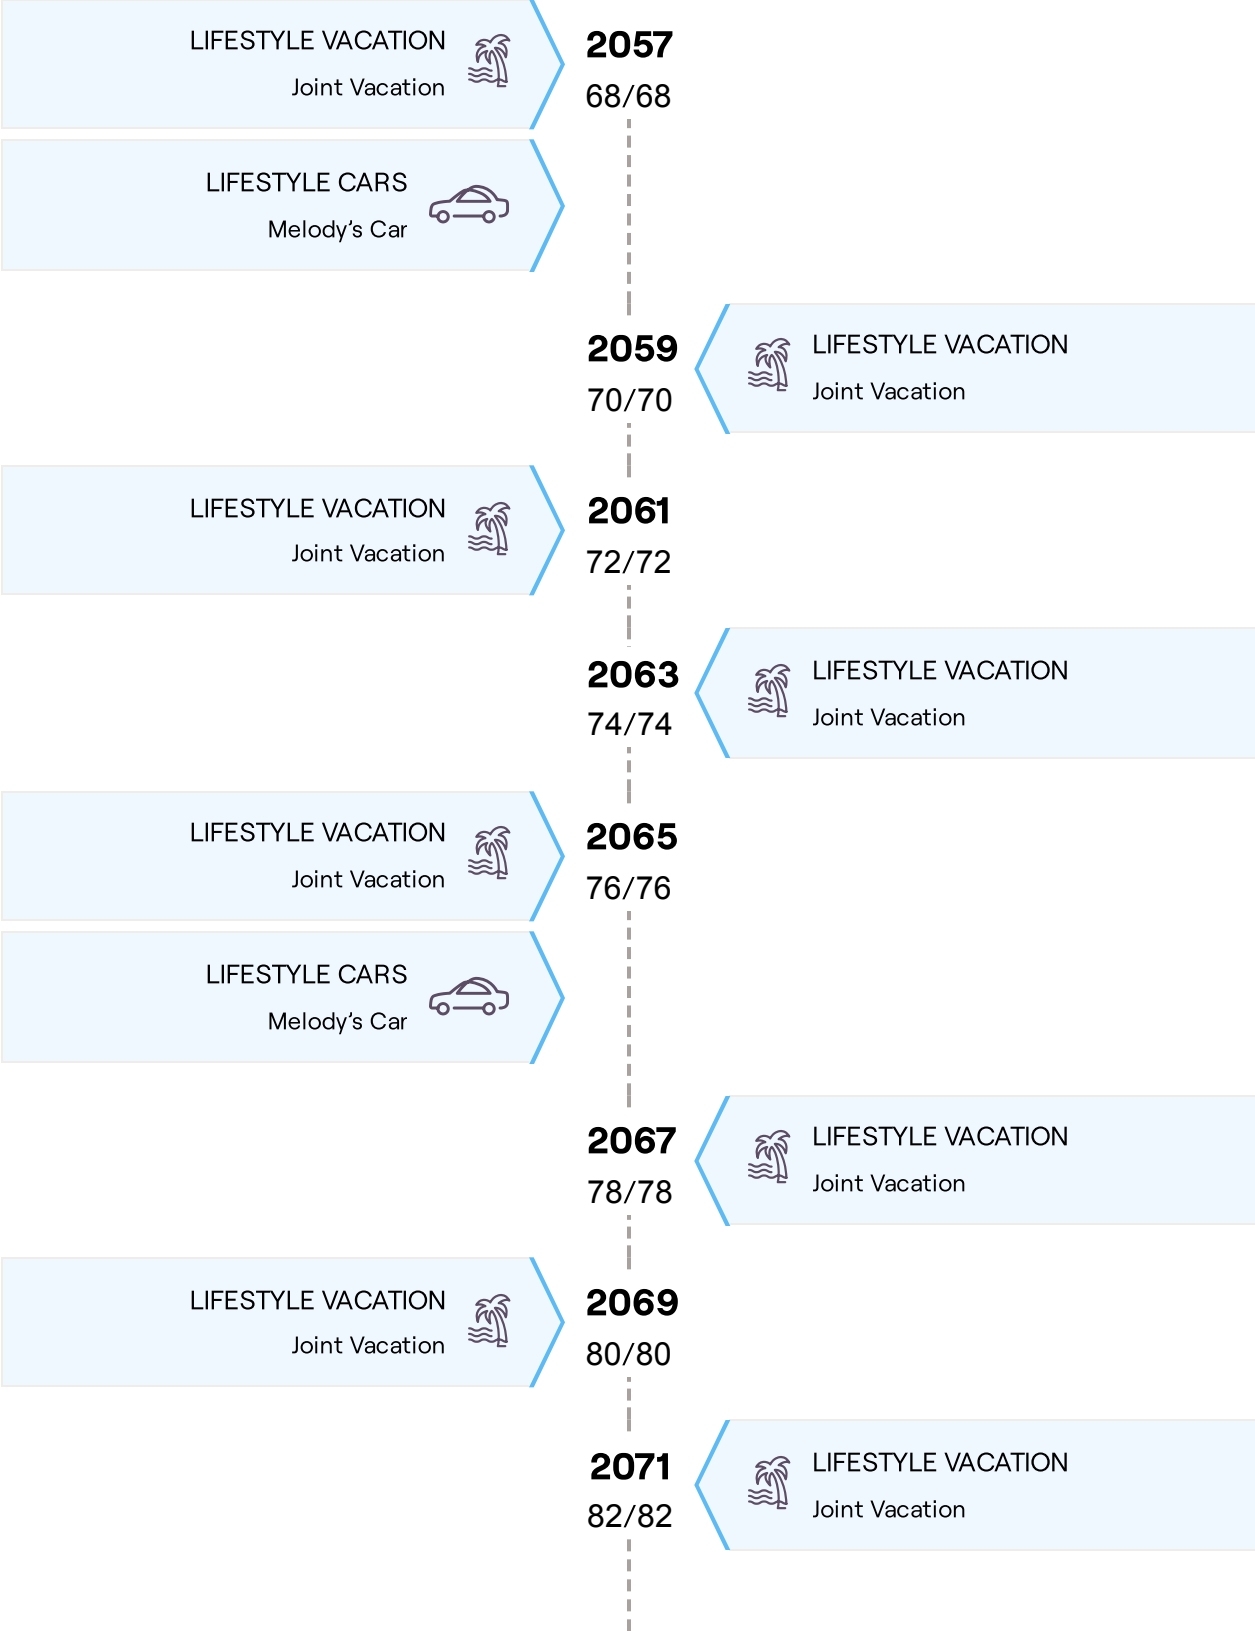 LIFESTYLE VACATION
Joint Vacation
2057
68/68
LIFESTYLE CARS
Melody's Car
2059
70/70
LIFESTYLE VACATION
Joint Vacation
LIFESTYLE VACATION
Joint Vacation
2061
72/72
2063
74/74
LIFESTYLE VACATION
Joint Vacation
LIFESTYLE VACATION
Joint Vacation
2065
76/76
LIFESTYLE CARS
Melody's Car
2067
78/78
LIFESTYLE VACATION
Joint Vacation
LIFESTYLE VACATION
Joint Vacation
2069
80/80
2071
82/82
LIFESTYLE VACATION
Joint Vacation